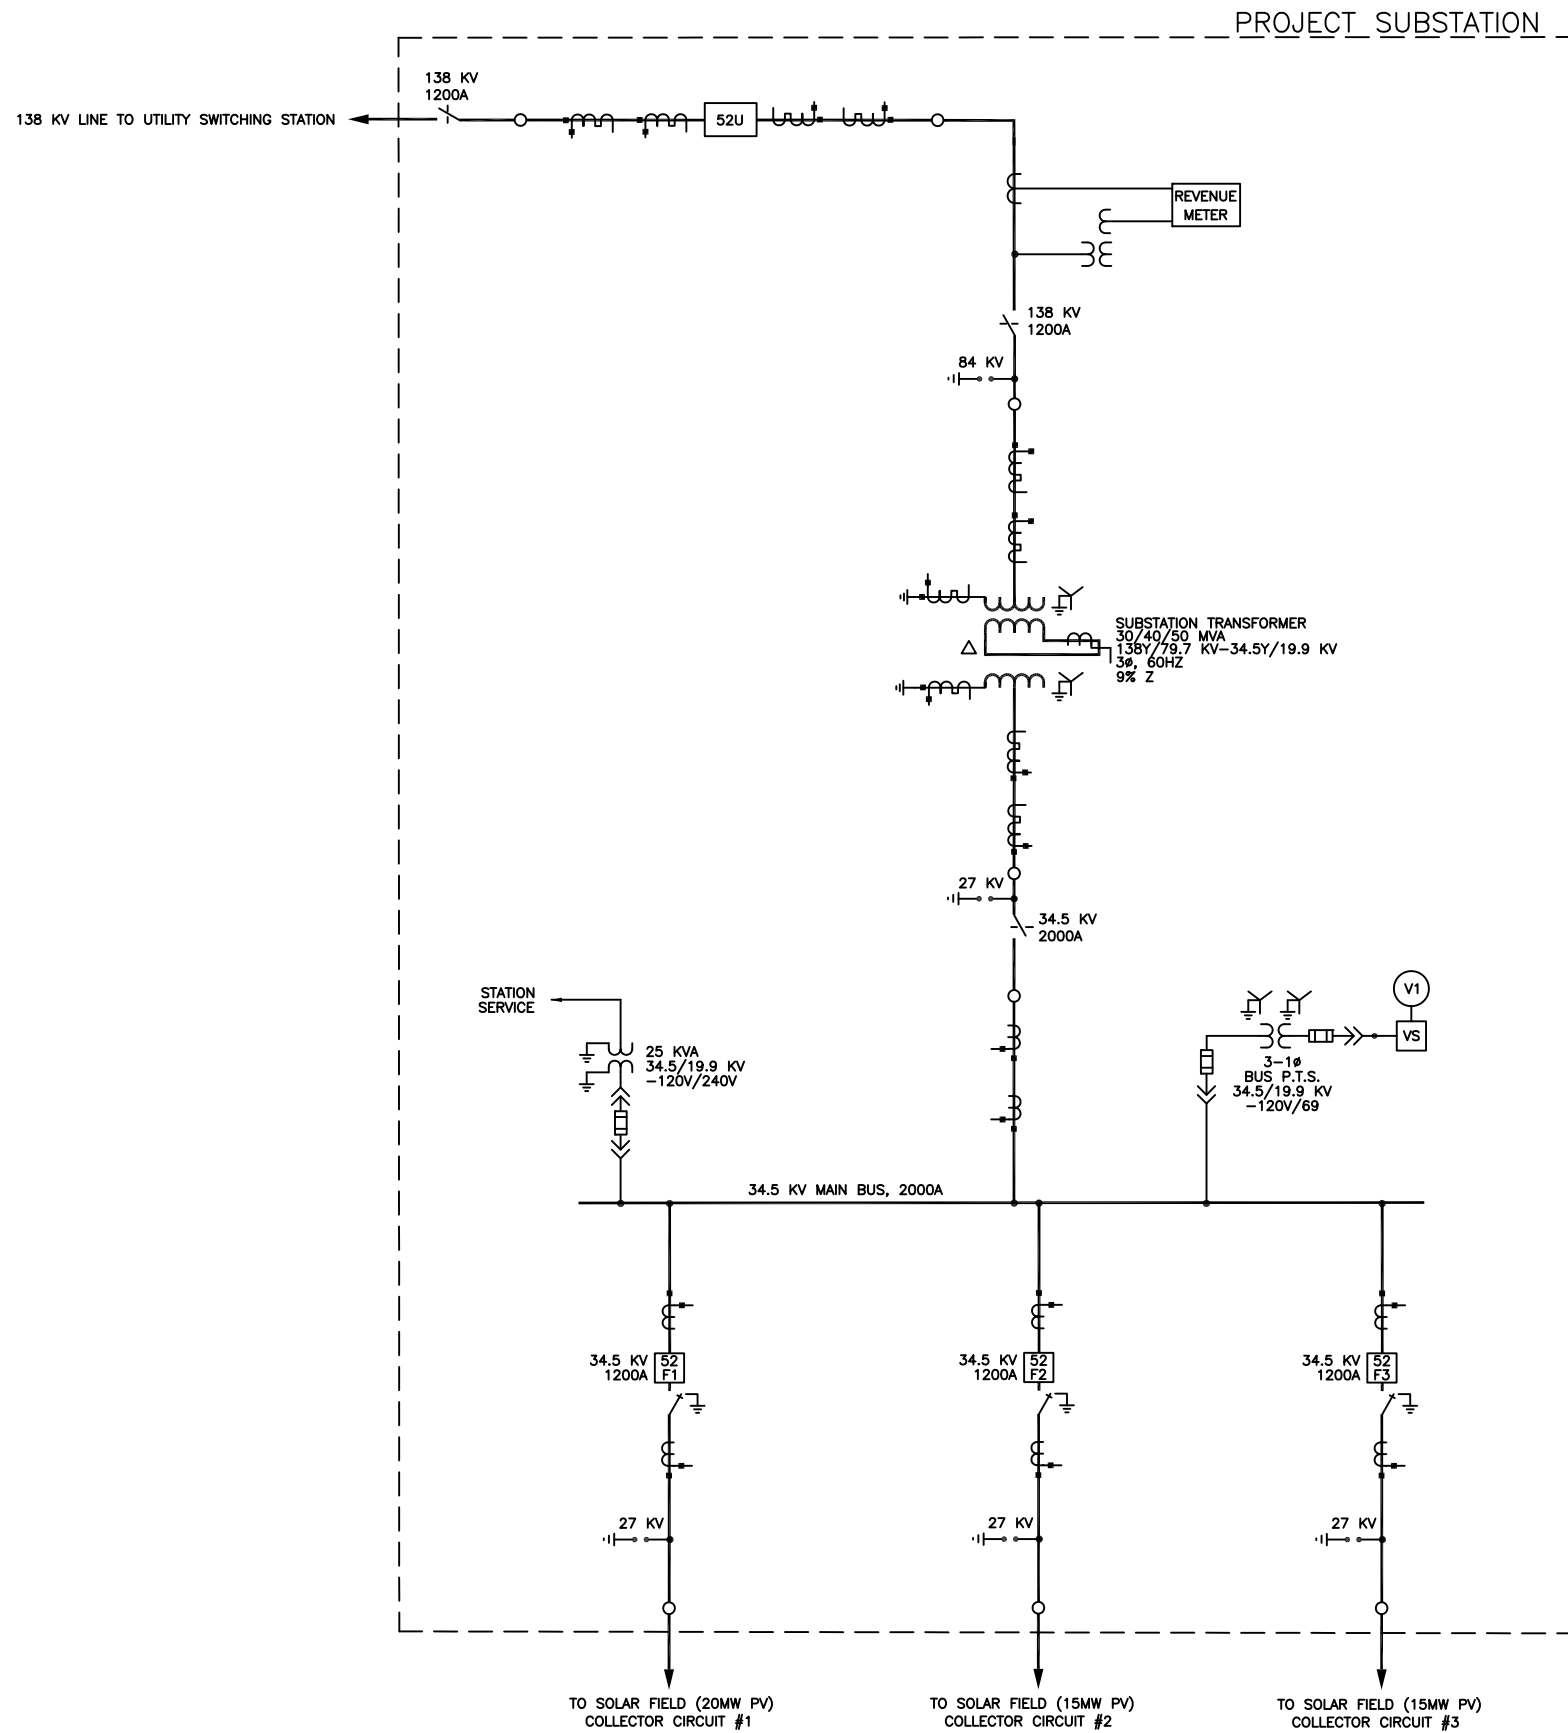 PROJECT SUBSTATION
138 KV
1200A
138 KV LINE TO UTILITY SWITCHING STATION
52U
REVENUE
METER
138 KV
1200A
84 KV
SUBSTATION TRANSFORMER
30/40/50 MVA
138Y/79.7 KV-34.5Y/19.9 KV
3ø, 60HZ
9% Z
27 KV
34.5 KV
2000A
STATION
SERVICE
25 KVA
34.5/19.9 KV
-120V/240V
V1
VS
3-1ø
BUS P.T.S.
34.5/19.9 KV
-120V/69
34.5 KV MAIN BUS, 2000A
34.5 KV
1200A
52
F1
34.5 KV
1200A
52
F2
34.5 KV
1200A
52
F3
27 KV
27 KV
27 KV
TO SOLAR FIELD (20MW PV)
COLLECTOR CIRCUIT #1
TO SOLAR FIELD (15MW PV)
COLLECTOR CIRCUIT #2
TO SOLAR FIELD (15MW PV)
COLLECTOR CIRCUIT #3